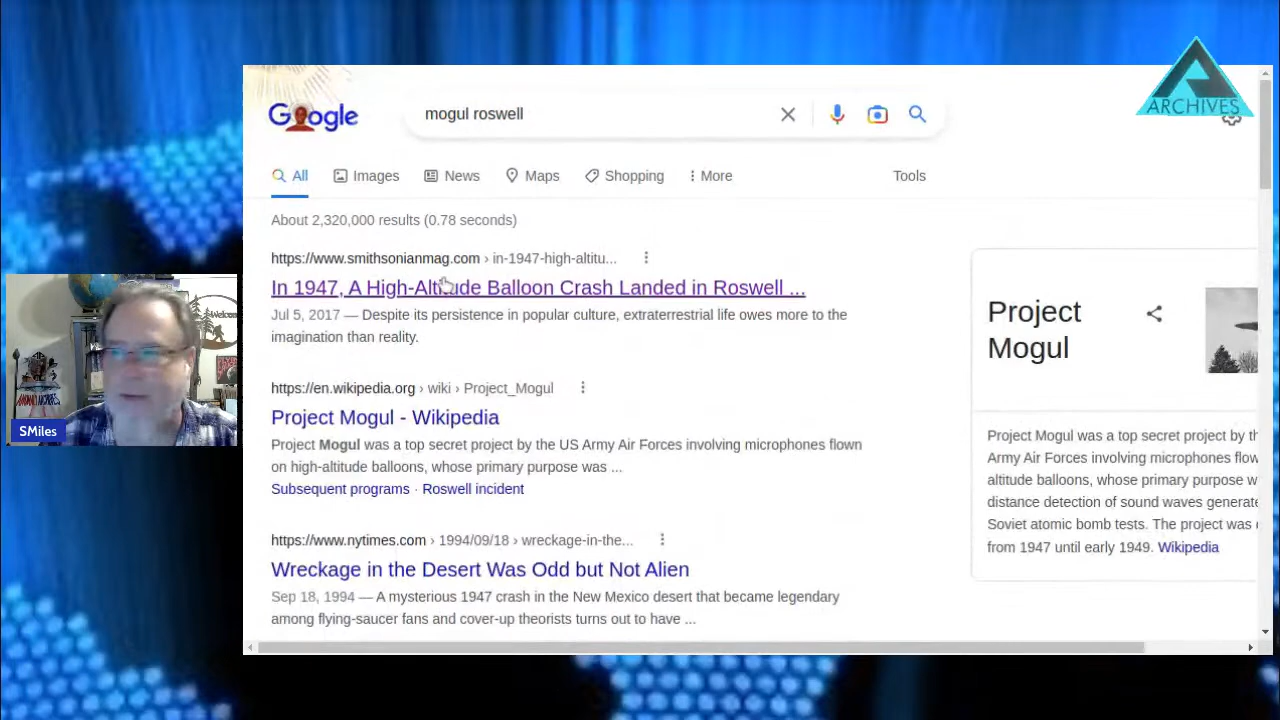 ARCHIVES
Google
mogul roswell
All
Images
News
Maps
Shopping
More
Tools
About 2,320,000 results (0.78 seconds)
https://www.smithsonianmag.com › in-1947-high-altitu...
In 1947, A High-Altitude Balloon Crash Landed in Roswell ...
Jul 5, 2017 — Despite its persistence in popular culture, extraterrestrial life owes more to the
imagination than reality.
https://en.wikipedia.org › wiki › Project_Mogul
Project Mogul - Wikipedia
Project Mogul was a top secret project by the US Army Air Forces involving microphones flown
on high-altitude balloons, whose primary purpose was ...
Subsequent programs · Roswell incident
https://www.nytimes.com › 1994/09/18 › wreckage-in-the...
Wreckage in the Desert Was Odd but Not Alien
Sep 18, 1994 — A mysterious 1947 crash in the New Mexico desert that became legendary
among flying-saucer fans and cover-up theorists turns out to have ...
Project
Mogul
Project Mogul was a top secret project by th
Army Air Forces involving microphones flow
altitude balloons, whose primary purpose w
distance detection of sound waves generate
Soviet atomic bomb tests. The project was
from 1947 until early 1949. Wikipedia
Welcome
SMiles